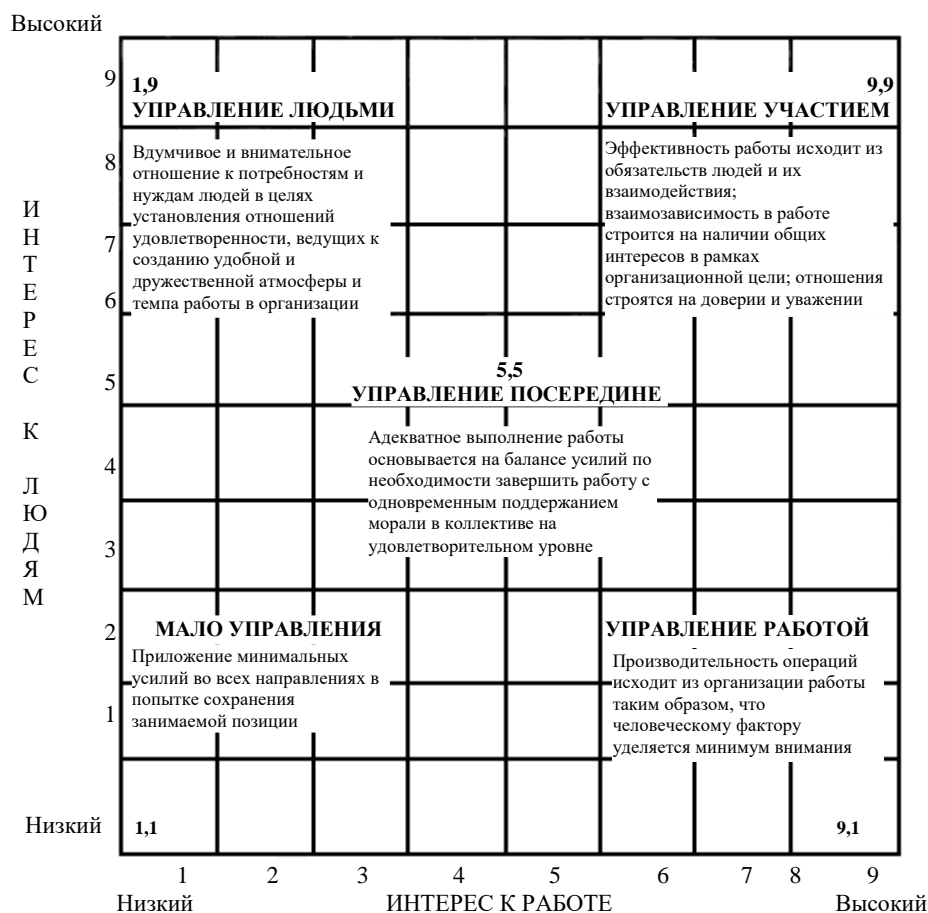 Высокий
9
1,9
УПРАВЛЕНИЕ ЛЮДЬМИ
9,9
УПРАВЛЕНИЕ УЧАСТИЕМ
8
7
6
Вдумчивое и внимательное
отношение к потребностям и
нуждам людей в целях
установления отношений
удовлетворенности, ведущих к
созданию удобной и
дружественной атмосферы и
темпа работы в организации
Эффективность работы исходит из
обязательств людей и их
взаимодействия;
взаимозависимость в работе
строится на наличии общих
интересов в рамках
организационной цели; отношения
строятся на доверии и уважении
ИНТЕРЕС К ЛЮДЯМ
5
5,5
УПРАВЛЕНИЕ ПОСЕРЕДИНЕ
4
3
Адекватное выполнение работы
основывается на балансе усилий по
необходимости завершить работу с
одновременным поддержанием
морали в коллективе на
удовлетворительном уровне
2
МАЛО УПРАВЛЕНИЯ
Приложение минимальных
усилий во всех направлениях в
попытке сохранения
занимаемой позиции
УПРАВЛЕНИЕ РАБОТОЙ
Производительность операций
исходит из организации работы
таким образом, что
человеческому фактору
уделяется минимум внимания
1
Низкий
1,1
9,1
1 2 3 4 5 6 7 8 9
Низкий ИНТЕРЕС К РАБОТЕ Высокий